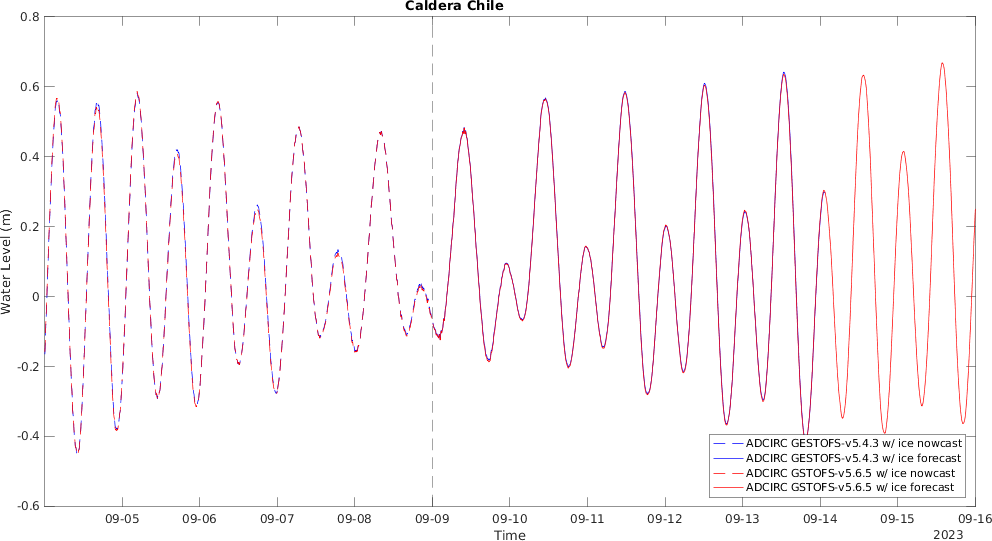 Caldera Chile
0.8
0.6
0.4
0.2
0
-0.2
-0.4
-0.6
Water Level (m)
ADCIRC GESTOFS-v5.4.3 w/ ice nowcast
ADCIRC GESTOFS-v5.4.3 w/ ice forecast
ADCIRC GSTOFS-v5.6.5 w/ ice nowcast
ADCIRC GSTOFS-v5.6.5 w/ ice forecast
09-05 09-06 09-07 09-08 09-09 09-10 09-11 09-12 09-13 09-14 09-15 09-16
Time
2023